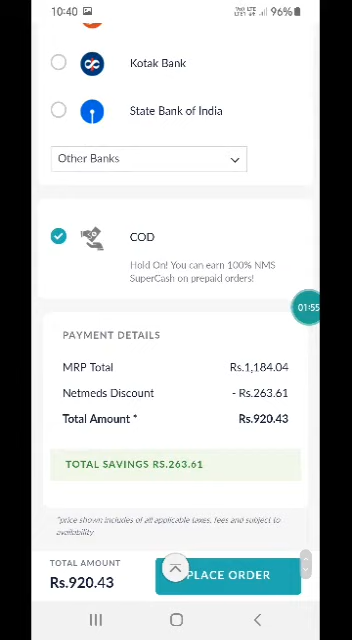 10:40
96%
Kotak Bank
State Bank of India
Other Banks
COD
Hold On! You can earn 100% NMS
SuperCash on prepaid orders!
01:55
PAYMENT DETAILS
MRP Total Rs.1,184.04
Netmeds Discount - Rs.263.61
Total Amount * Rs.920.43
TOTAL SAVINGS RS.263.61
*price shown includes of all applicable taxes, fees and subject to
availability
TOTAL AMOUNT
Rs.920.43
PLACE ORDER